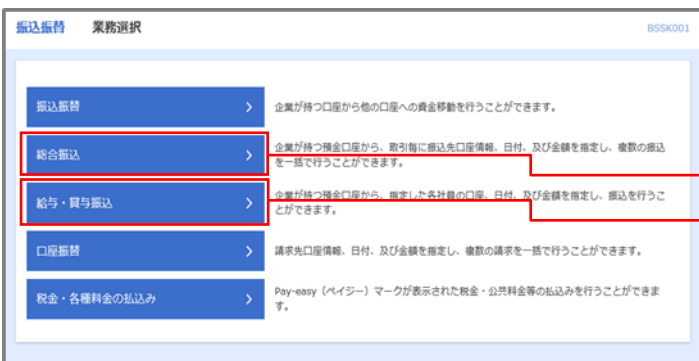 振込振替 業務選択 BSSK001
振込振替 > 企業が持つ口座から他の口座への資金移動を行うことができます。
総合振込 > 企業が持つ預金口座から、取引毎に振込先口座情報、日付、及び金額を指定し、複数の振込
を一括で行うことができます。
給与・賞与振込 > 企業が持つ預金口座から、指定した各社員の口座、日付、及び金額を指定し、振込を行うこ
とができます。
口座振替 > 請求先口座情報、日付、及び金額を指定し、複数の請求を一括で行うことができます。
税金・各種料金の払込み > Pay-easy（ペイジー）マークが表示された税金・公共料金等の払込みを行うことができま
す。